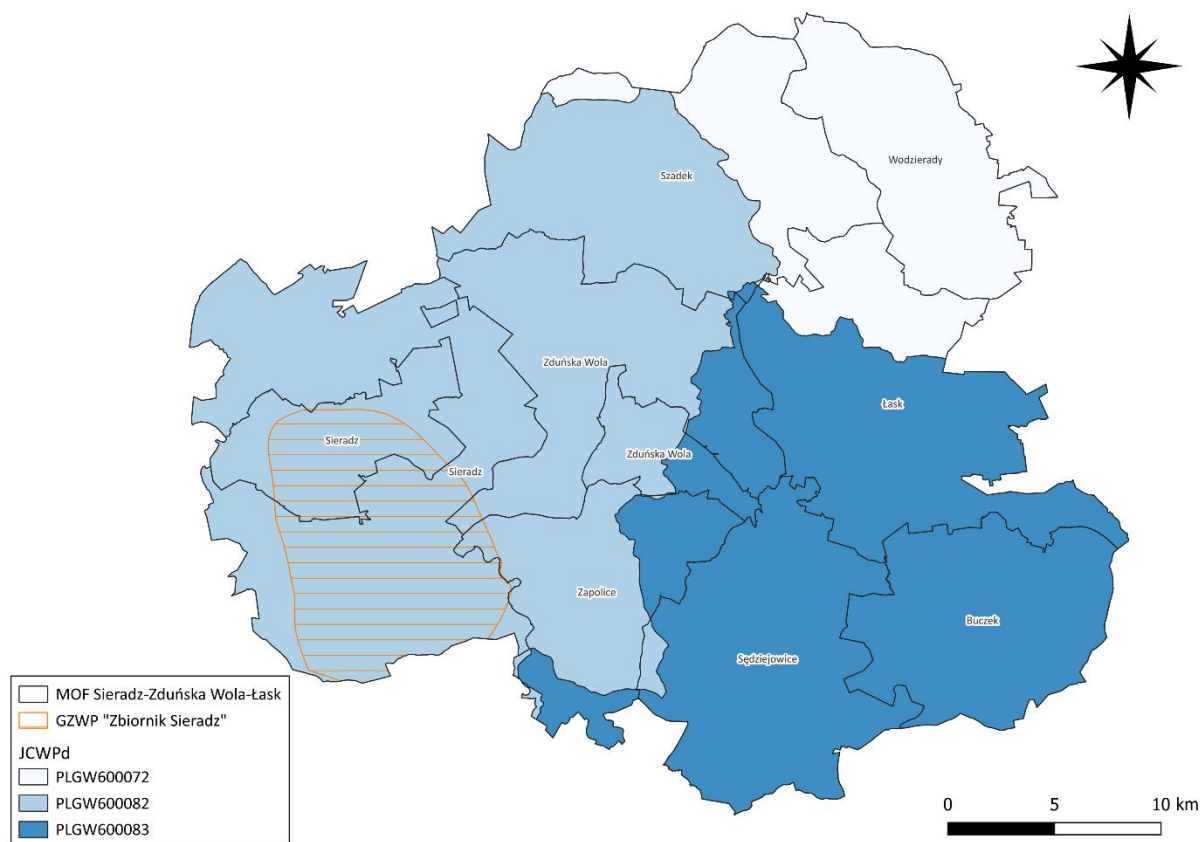 Wodzierady
Szadek
Zduńska Wola
Łask
Sieradz
Zduńska Wola
Sieradz
Zapolice
Buczek
Sędziejowice
MOF Sieradz-Zduńska Wola-Łask
GZWP "Zbiornik Sieradz"
JCWPd
PLGW600072
PLGW600082
PLGW600083
0 5 10 km